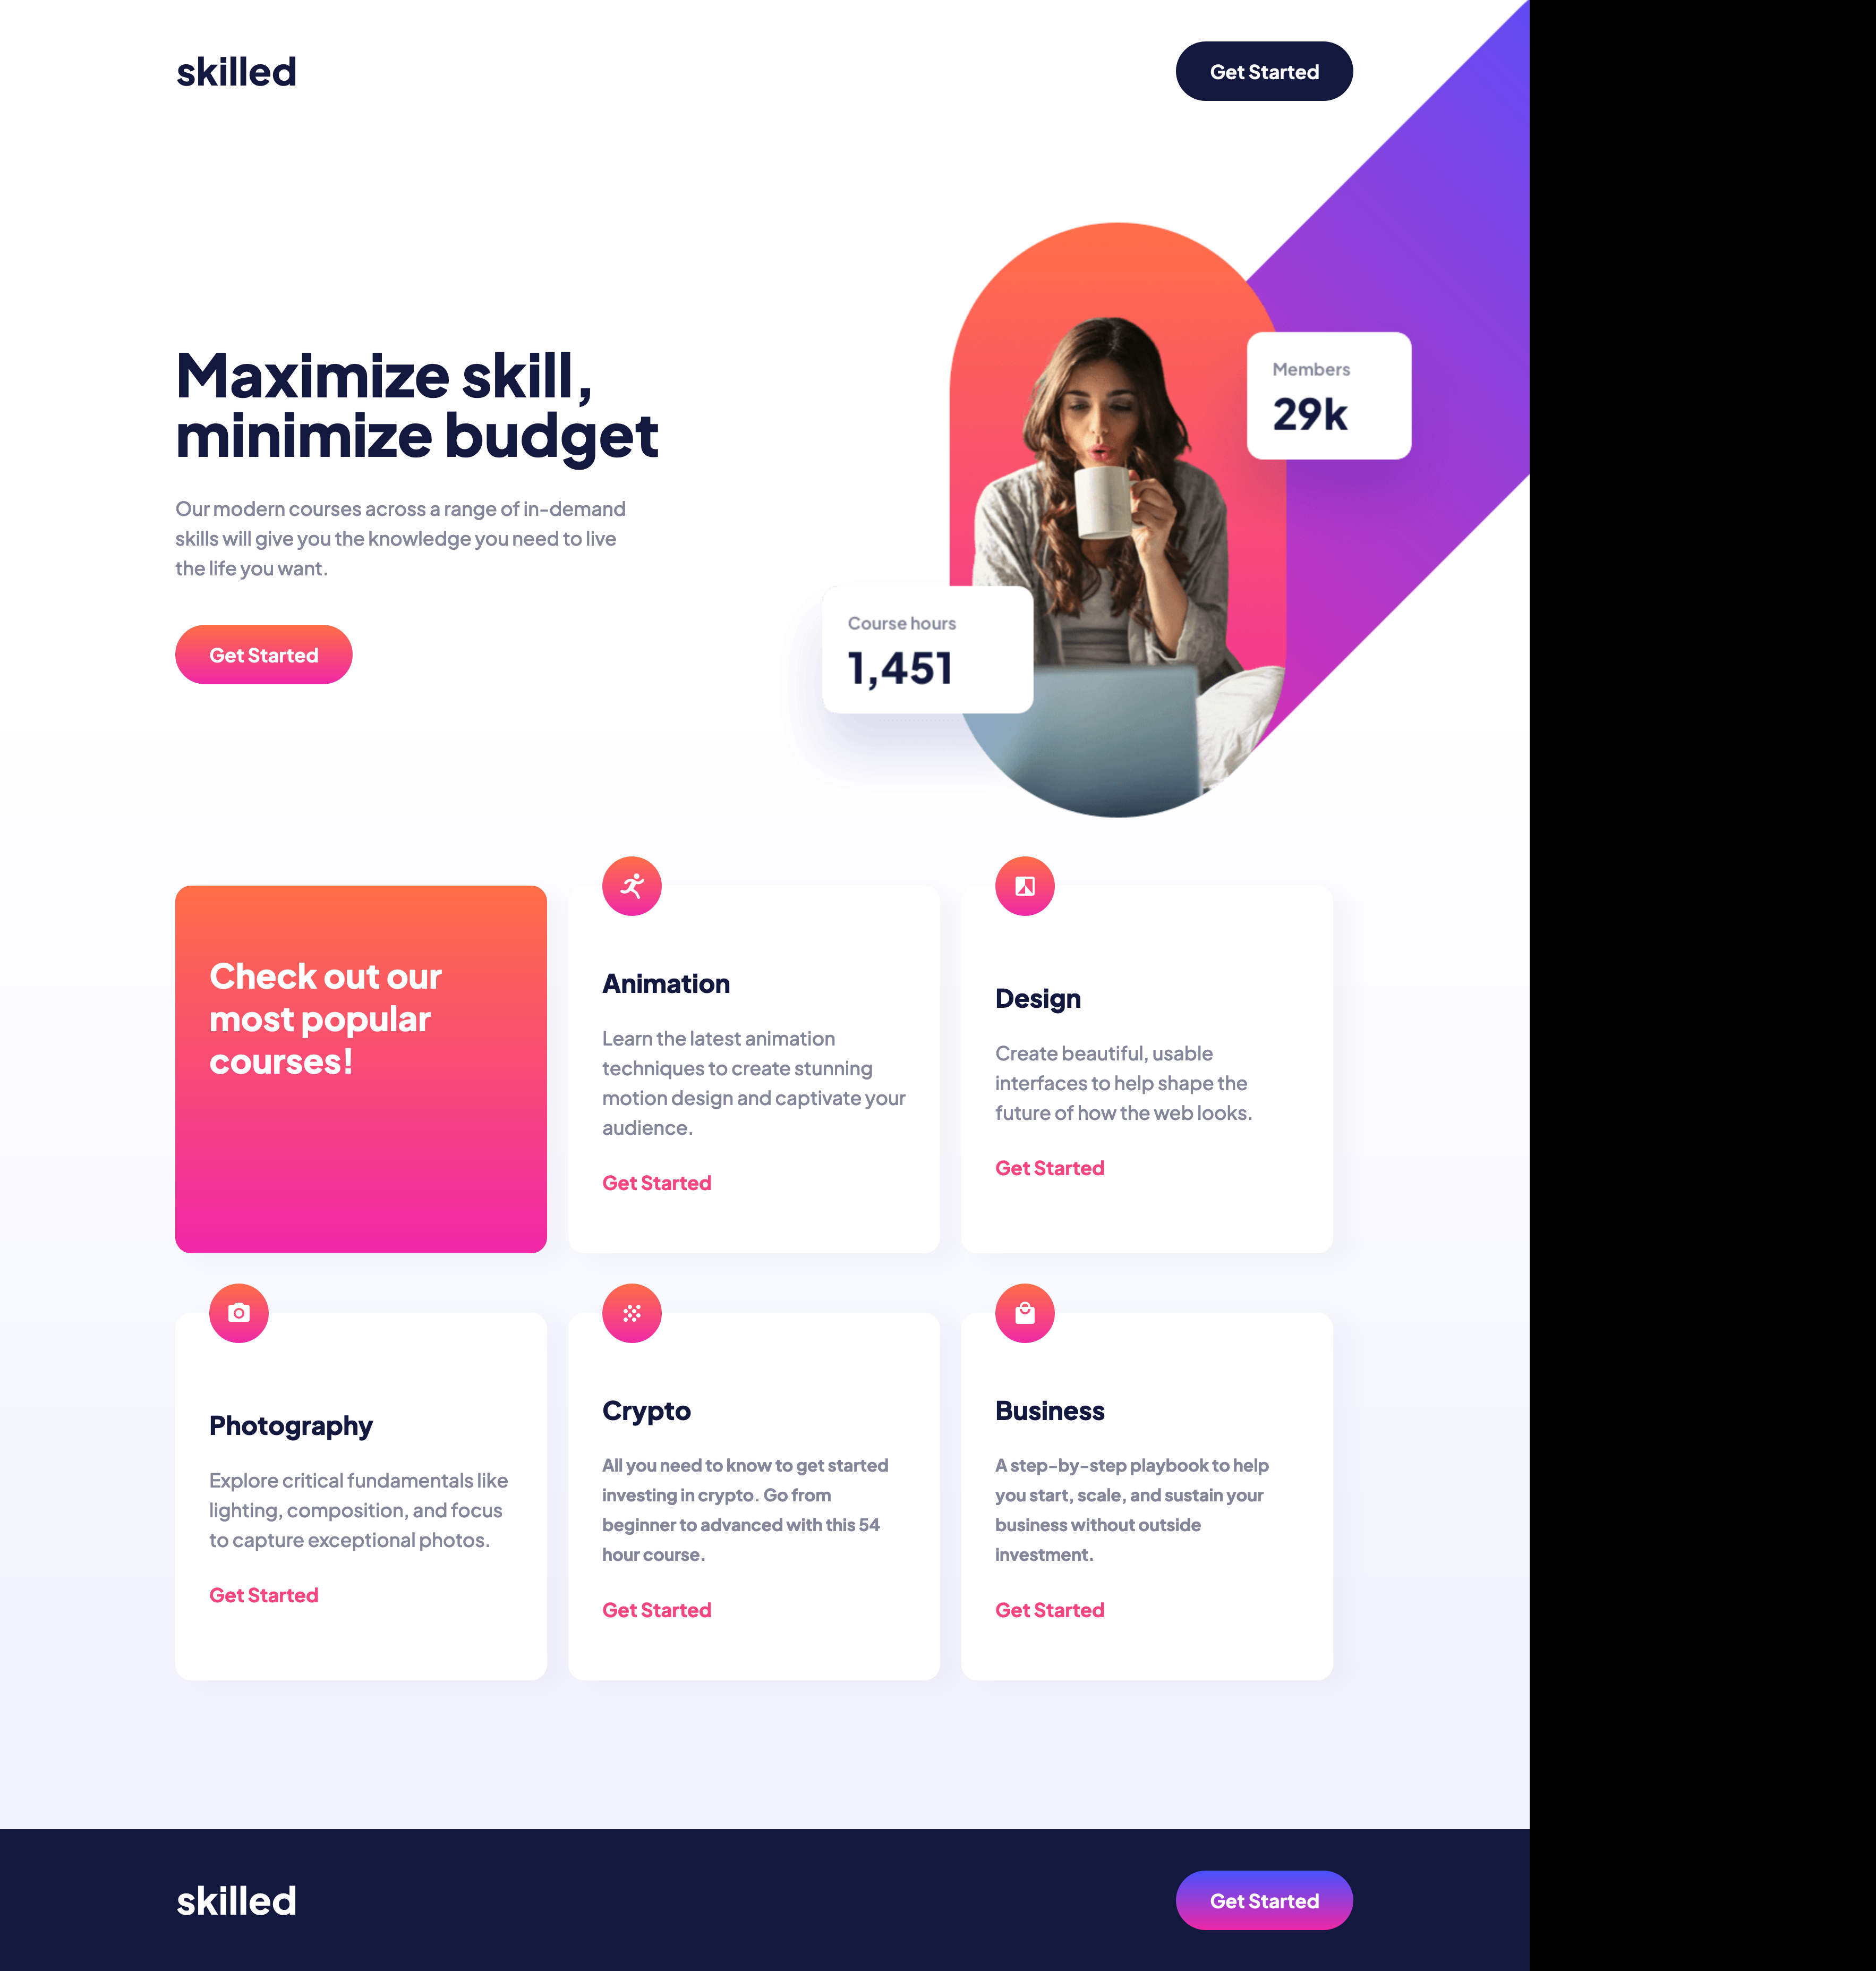 skilled
Get Started
Maximize skill,
minimize budget
Our modern courses across a range of in-demand
skills will give you the knowledge you need to live
the life you want.
Get Started
Members
29k
Course hours
1,451
Check out our
most popular
courses!
Animation
Learn the latest animation
techniques to create stunning
motion design and captivate your
audience.
Get Started
Design
Create beautiful, usable
interfaces to help shape the
future of how the web looks.
Get Started
Photography
Explore critical fundamentals like
lighting, composition, and focus
to capture exceptional photos.
Get Started
Crypto
All you need to know to get started
investing in crypto. Go from
beginner to advanced with this 54
hour course.
Get Started
Business
A step-by-step playbook to help
you start, scale, and sustain your
business without outside
investment.
Get Started
skilled
Get Started